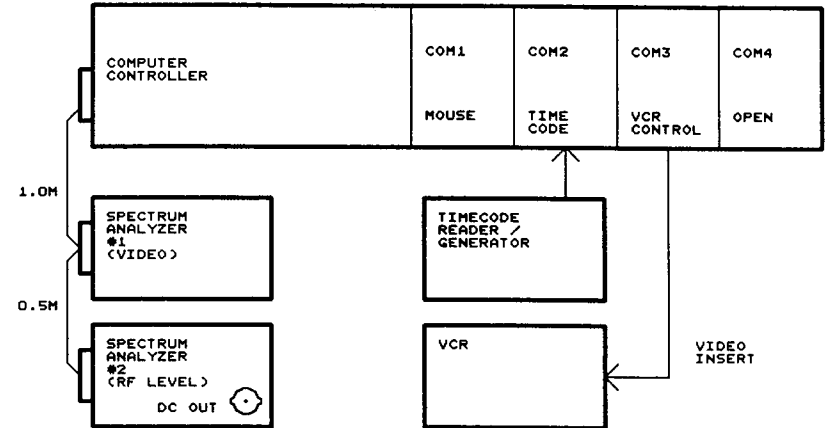 COMPUTER
CONTROLLER
COM1
COM2
COM3
COM4
MOUSE
TIME
CODE
VCR
CONTROL
OPEN
1.0M
SPECTRUM
ANALYZER
#1
(VIDEO)
TIMECODE
READER /
GENERATOR
0.5M
SPECTRUM
ANALYZER
#2
(RF LEVEL)
DC OUT
VCR
VIDEO
INSERT